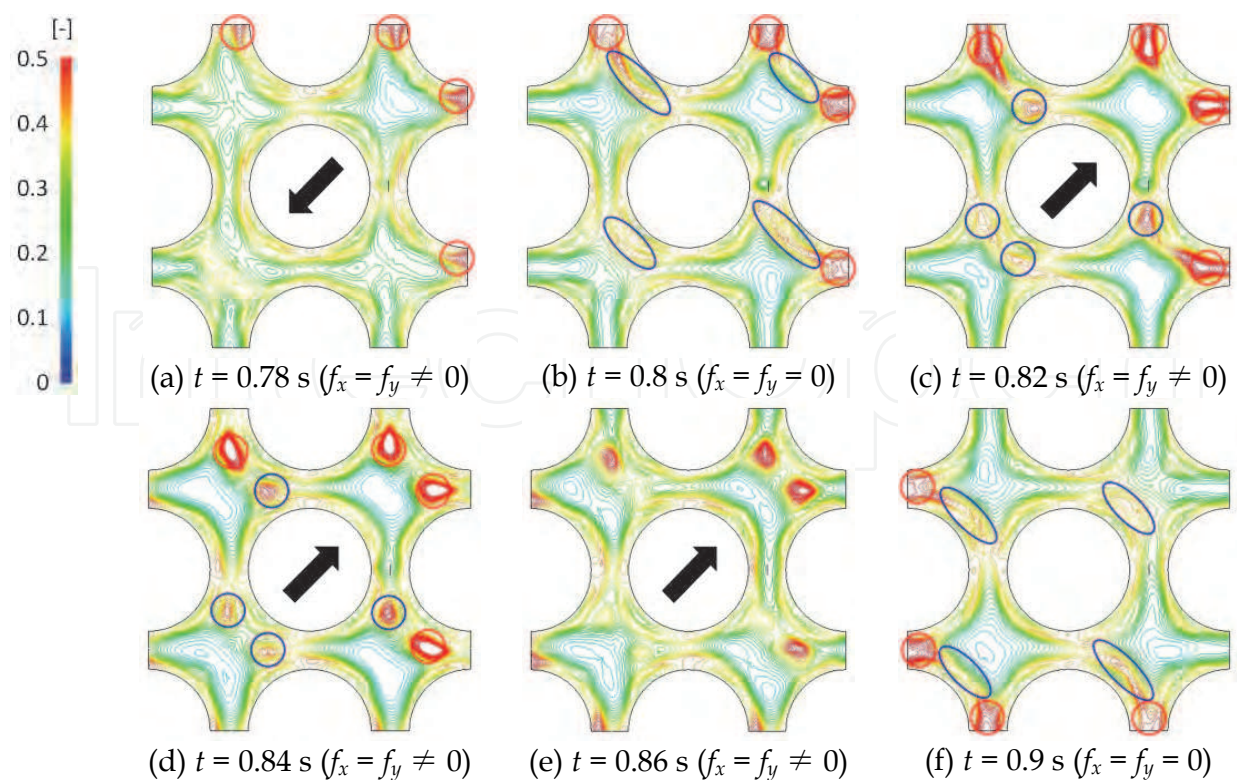 [-]
0.5
0.4
0.3
0.2
0.1
0
(a) t = 0.78 s (fx = fy ≠ 0)
(b) t = 0.8 s (fx = fy = 0)
(c) t = 0.82 s (fx = fy ≠ 0)
(d) t = 0.84 s (fx = fy ≠ 0)
(e) t = 0.86 s (fx = fy ≠ 0)
(f) t = 0.9 s (fx = fy = 0)